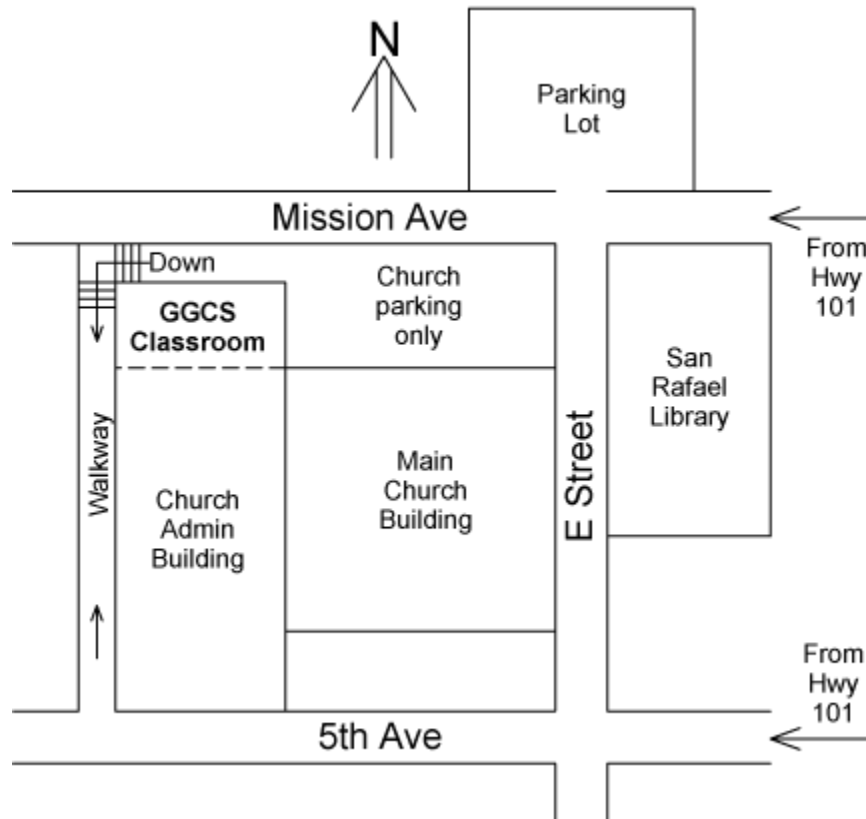 N
Parking
Lot
Mission Ave
From
Hwy
101
Down
Church
parking
only
GGCS
Classroom
San
Rafael
Library
Walkway
Church
Admin
Building
Main
Church
Building
E Street
From
Hwy
101
5th Ave